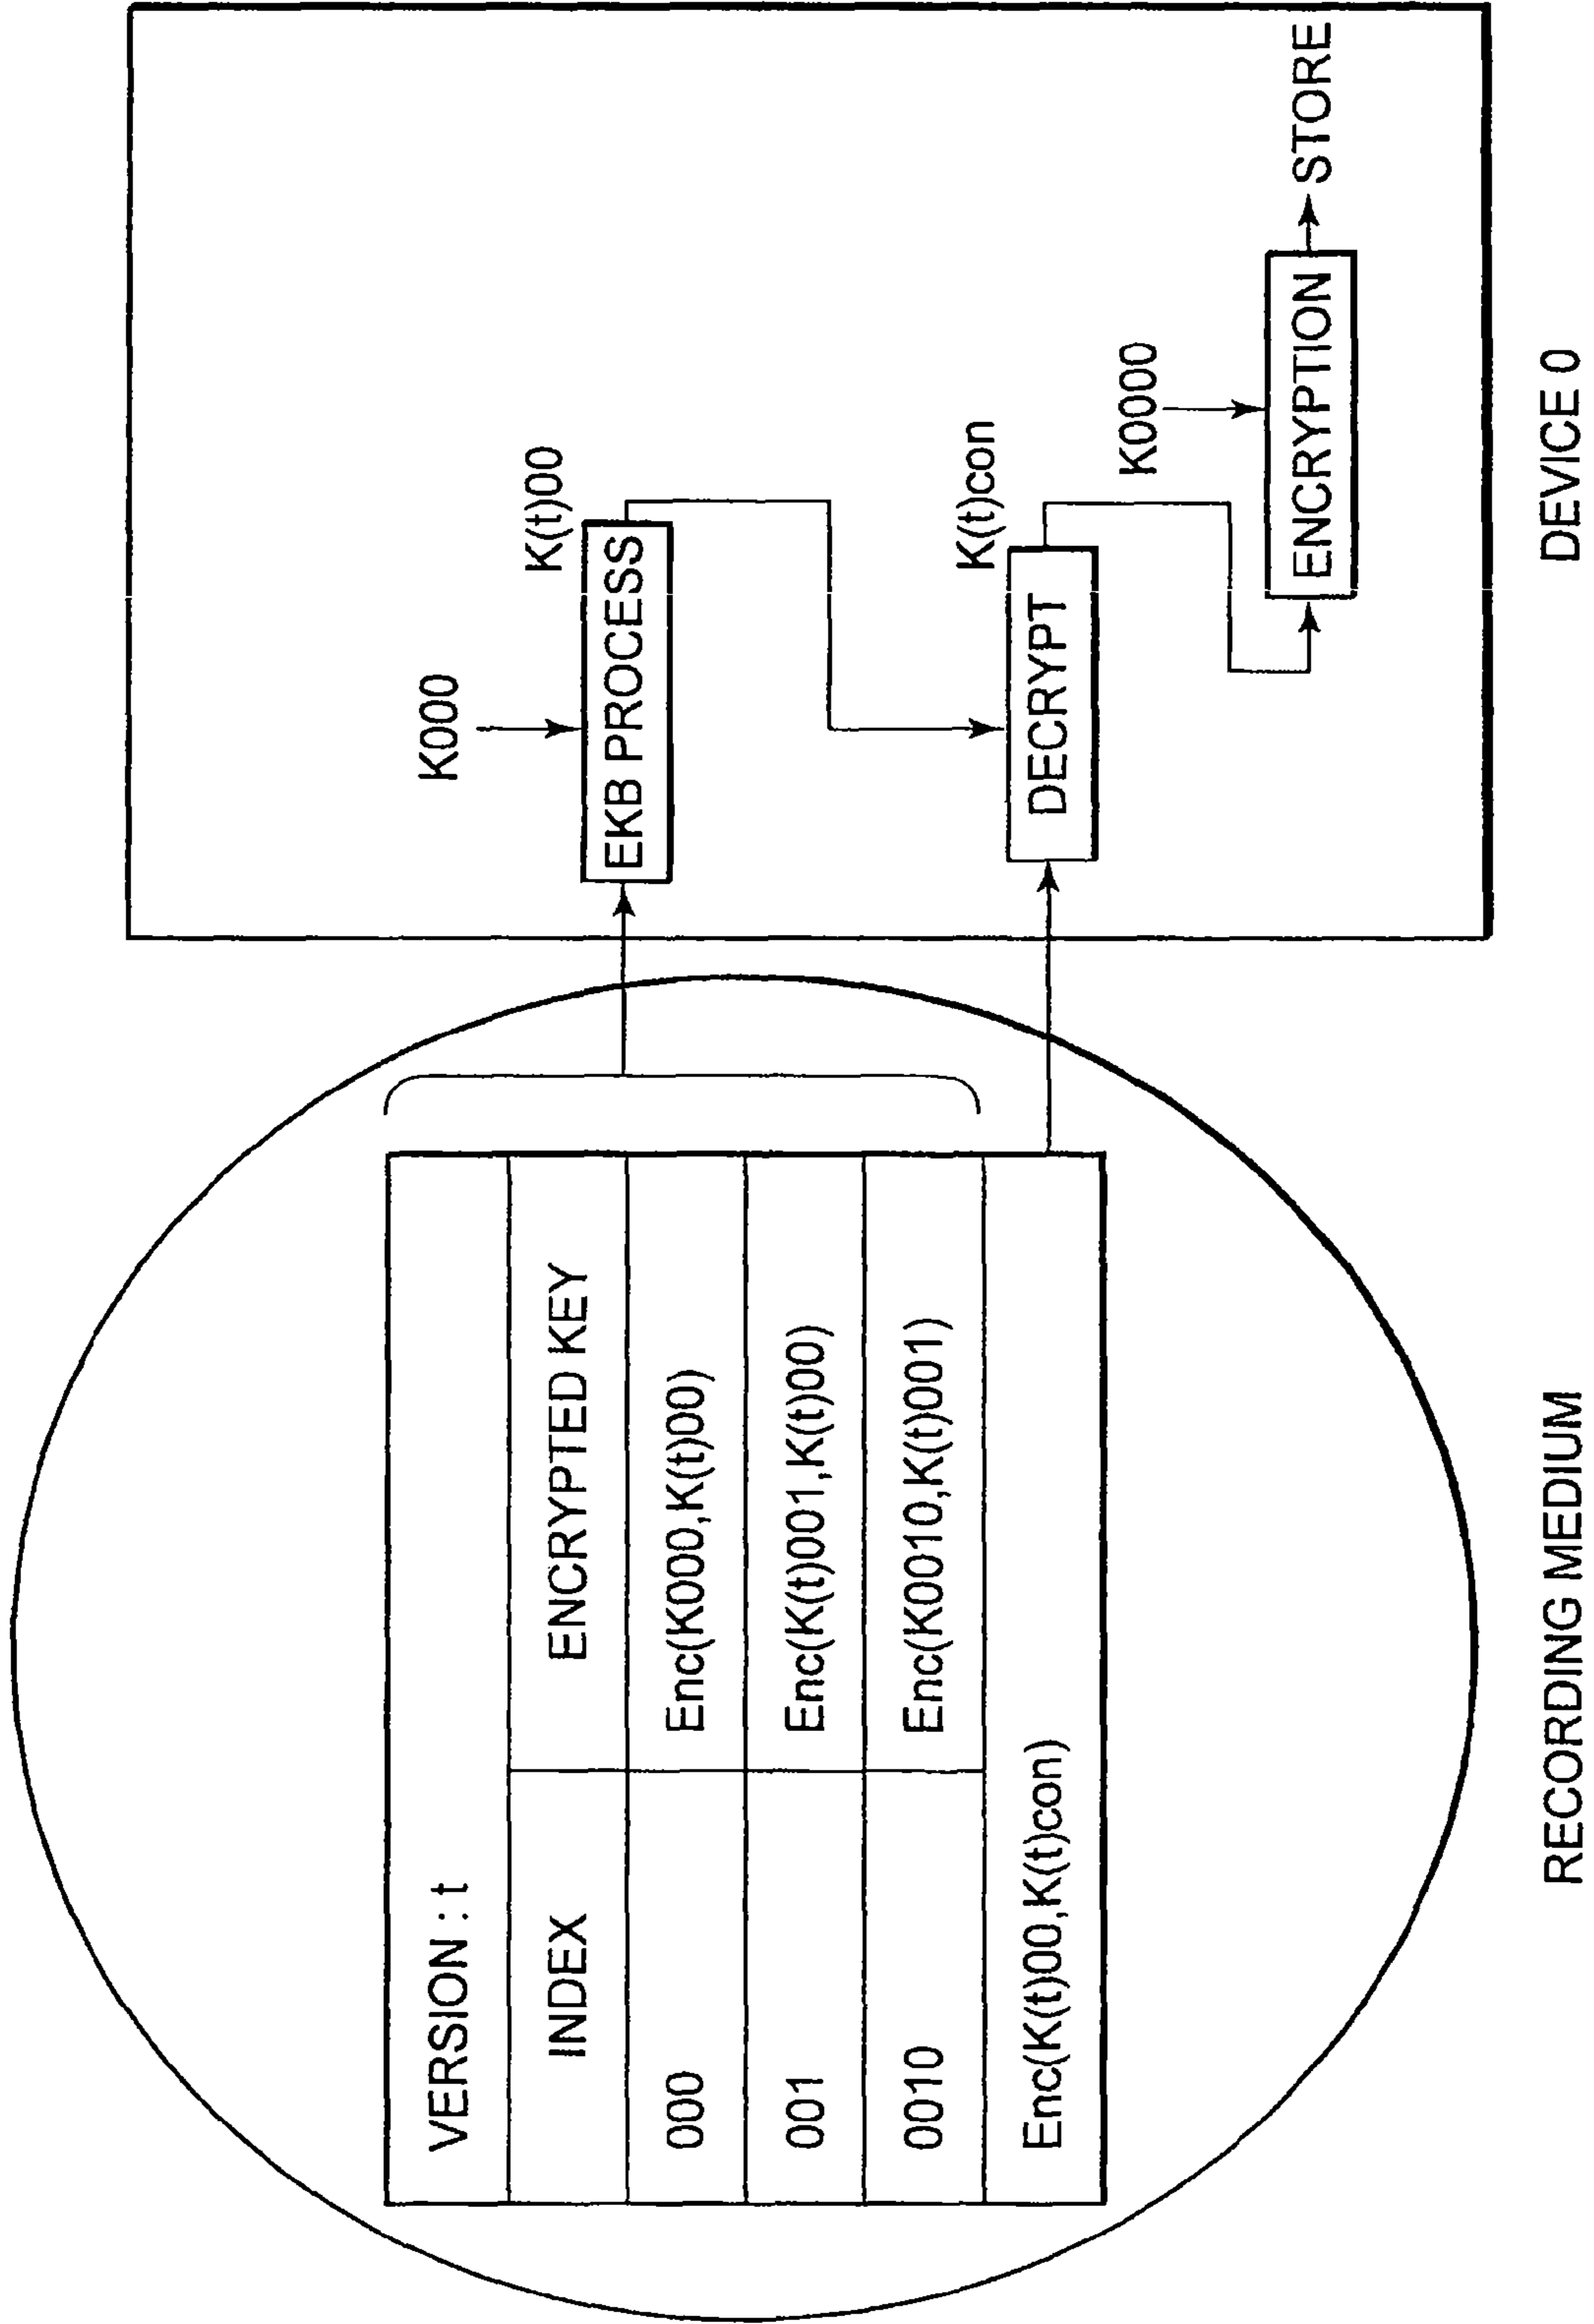 VERSION : t
INDEX
ENCRYPTED KEY
000
Enc(K000,K(t)00)
001
Enc(K(t)001,K(t)00)
0010
Enc(K0010,K(t)001)
Enc(K(t)00,K(t)con)
RECORDING MEDIUM
K000
EKB PROCESS
K(t)00
DECRYPT
K(t)con
K0000
ENCRYPTION
STORE
DEVICE 0